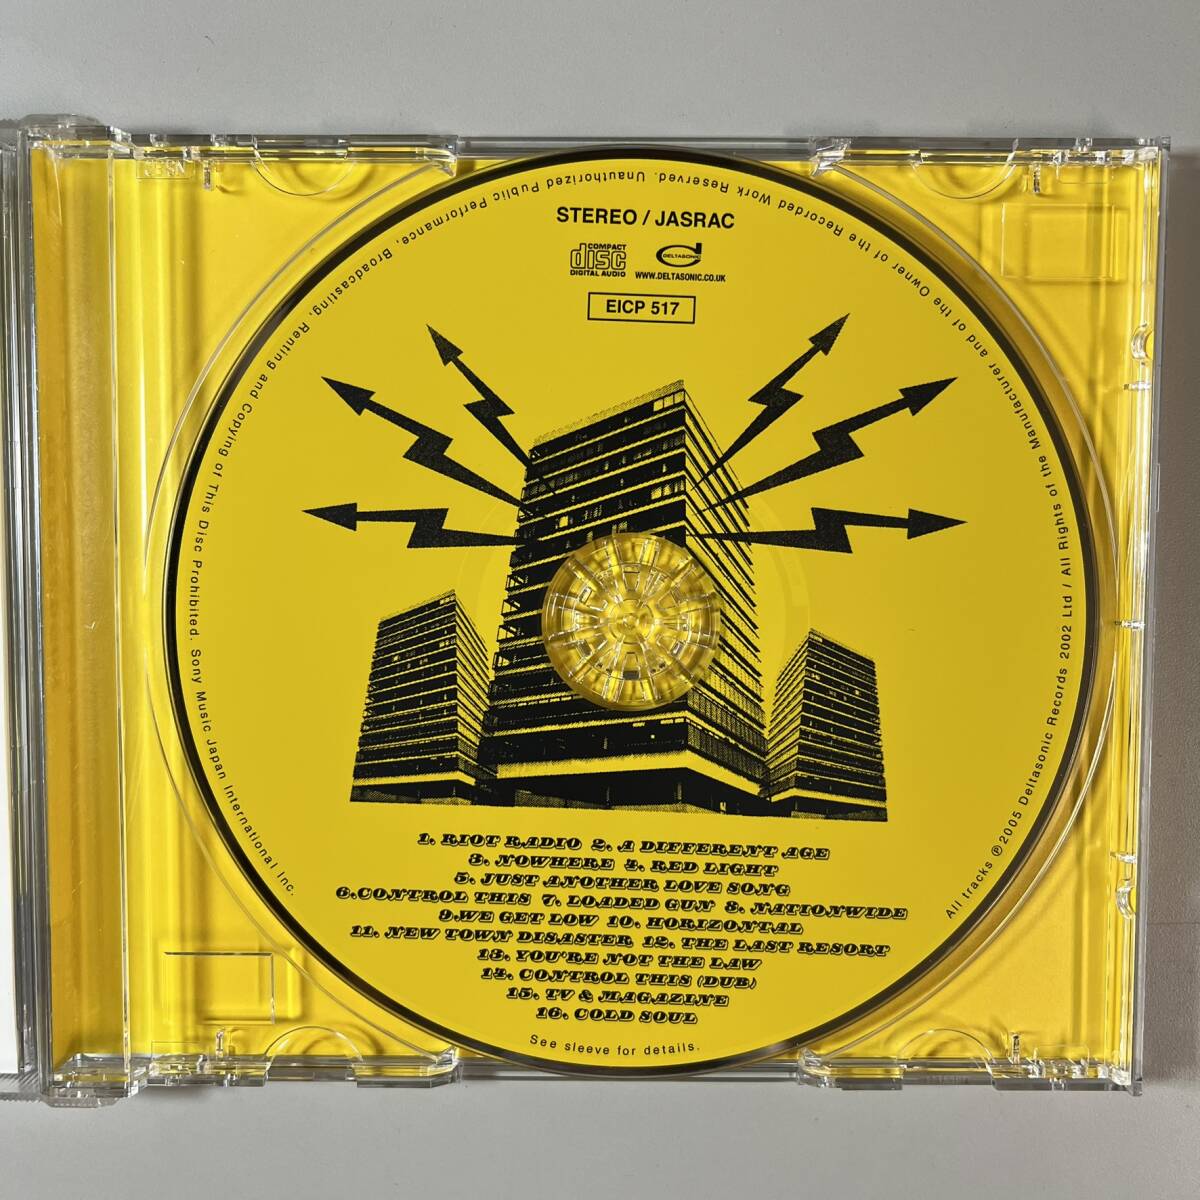 STEREO / JASRAC
COMPACT
disc
DIGITAL AUDIO
DELTASONIC
WWW.DELTASONIC.CO.UK
EICP 517
1. RIOT RADIO 2. A DIFFERENT AGE
3. NOWHERE 4. RED LIGHT
5. JUST ANOTHER LOVE SONG
6.CONTROL THIS 7. LOADED GUN 8. NATIONWIDE
9.WE GET LOW 10. HORIZONTAL
11. NEW TOWN DISASTER 12. THE LAST RESORT
13. YOU'RE NOT THE LAW
14. CONTROL THIS (DUB)
15. TV & MAGAZINE
16. COLD SOUL
See sleeve for details.
All tracks ℗2005 Deltasonic Records 2002 Ltd / All Rights of the Manufacturer and of the Owner of the Recorded Work Reserved. Unauthorized Public Performance, Broadcasting, Renting and Copying of This Disc Prohibited. Sony Music Japan International Inc.